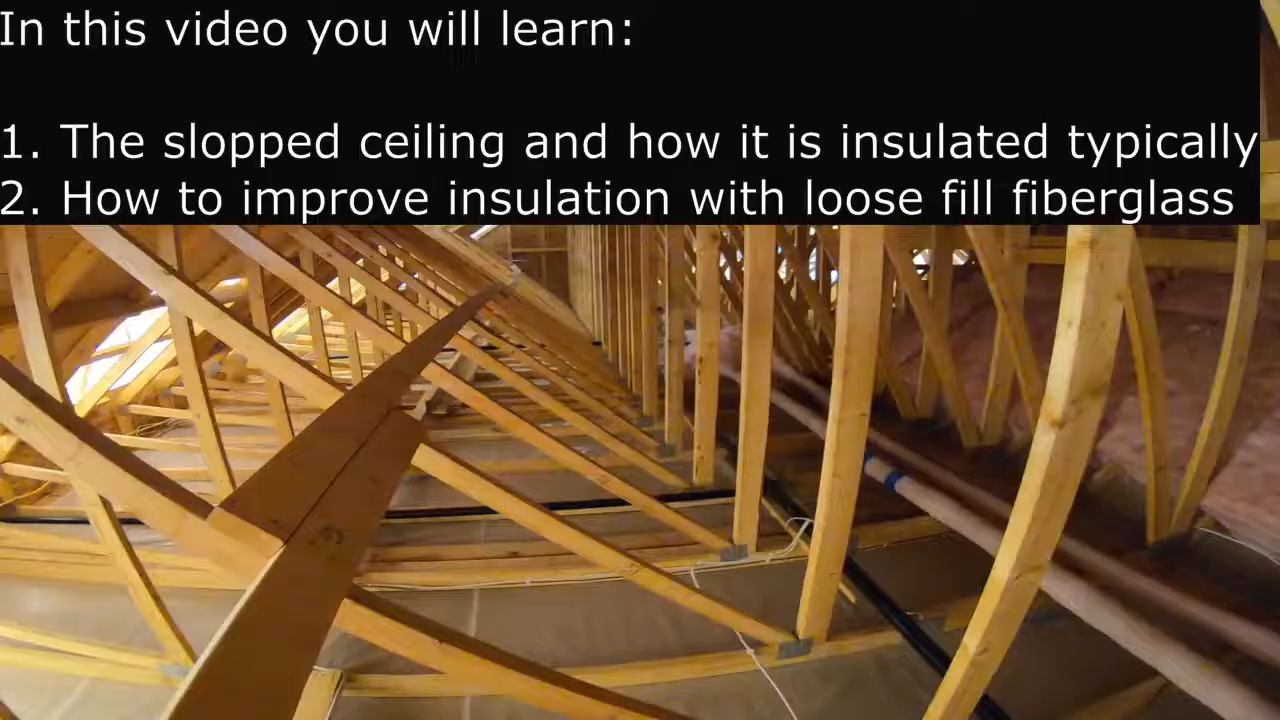 In this video you will learn:
1. The slopped ceiling and how it is insulated typically
2. How to improve insulation with loose fill fiberglass